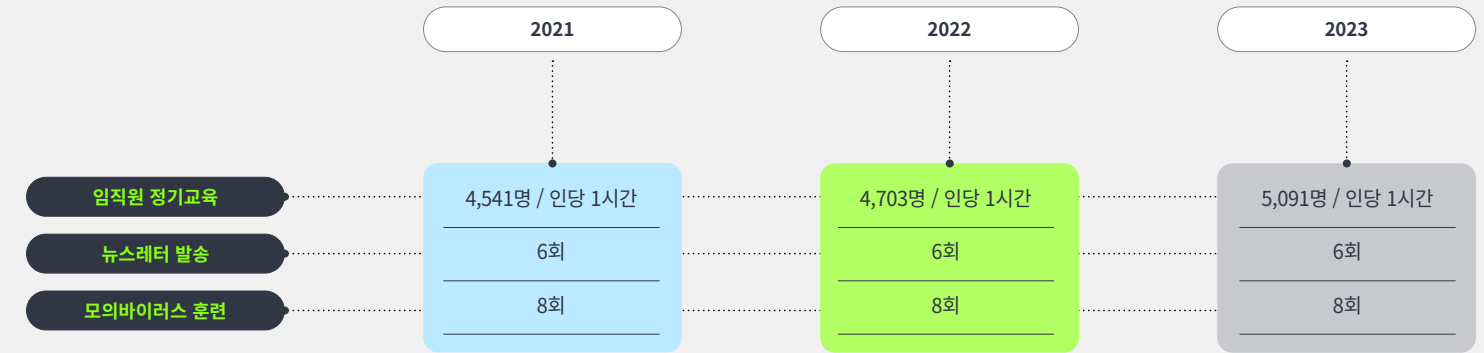 2021 2022 2023
임직원 정기교육 4,541명 / 인당 1시간 4,703명 / 인당 1시간 5,091명 / 인당 1시간
뉴스레터 발송 6회 6회 6회
모의바이러스 훈련 8회 8회 8회